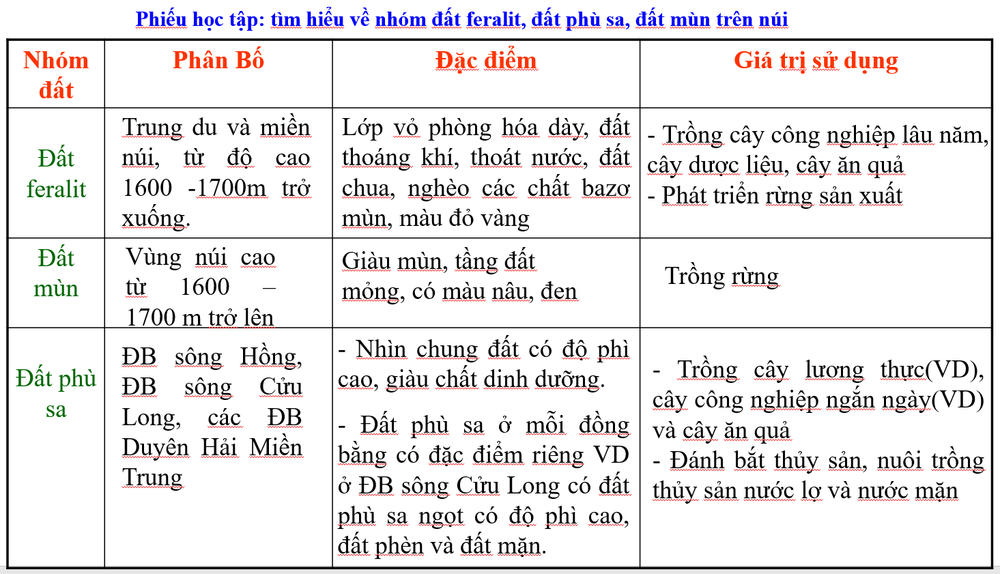 Phiếu học tập: tìm hiểu về nhóm đất feralit, đất phù sa, đất mùn trên núi
Nhóm
đất
Phân Bố
Đặc điểm
Giá trị sử dụng
Đất
feralit
Trung du và miền
núi, từ độ cao
1600 -1700m trở
xuống.
Lớp vỏ phòng hóa dày, đất
thoáng khí, thoát nước, đất
chua, nghèo các chất bazơ
mùn, màu đỏ vàng
- Trồng cây công nghiệp lâu năm,
cây dược liệu, cây ăn quả
- Phát triển rừng sản xuất
Đất
mùn
Vùng núi cao
từ 1600 –
1700 m trở lên
Giàu mùn, tầng đất
mỏng, có màu nâu, đen
Trồng rừng
Đất phù
sa
ĐB sông Hồng,
ĐB sông Cửu
Long, các ĐB
Duyên Hải Miền
Trung
- Nhìn chung đất có độ phì
cao, giàu chất dinh dưỡng.
- Đất phù sa ở mỗi đồng
bằng có đặc điểm riêng VD
ở ĐB sông Cửu Long có đất
phù sa ngọt có độ phì cao,
đất phèn và đất mặn.
- Trồng cây lương thực(VD),
cây công nghiệp ngắn ngày(VD)
và cây ăn quả
- Đánh bắt thủy sản, nuôi trồng
thủy sản nước lợ và nước mặn